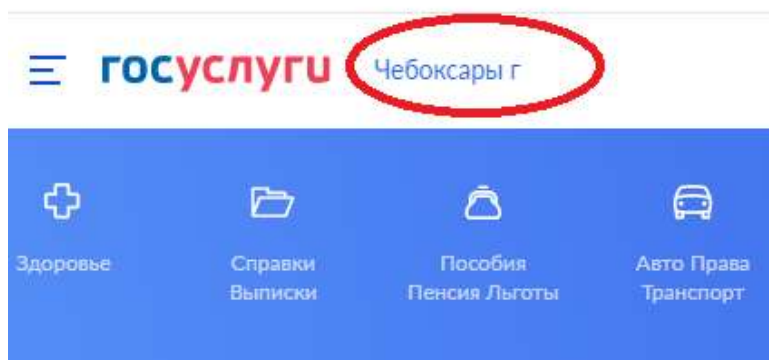 госуслуги Чебоксары г
Здоровье Справки Пособия Авто Права
Выписки Пенсия Льготы Транспорт